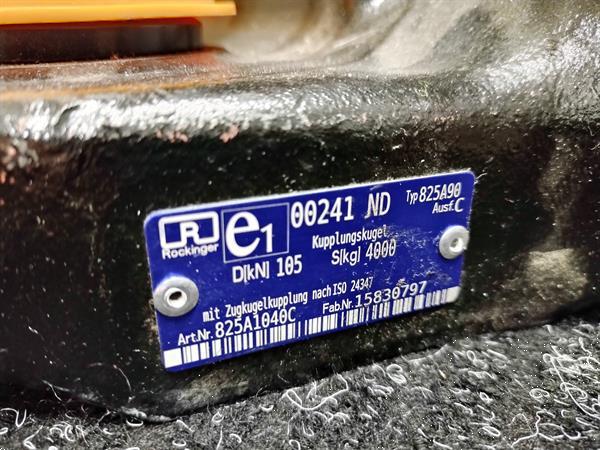 R Rockinger
e1 00241 ND
Typ 825A90
Ausf. C
Kupplungskugel
D[kN] 105 S[kg] 4000
mit Zugkugelkupplung nach ISO 24347
Art.Nr. 825A1040C Fab.Nr. 15830797